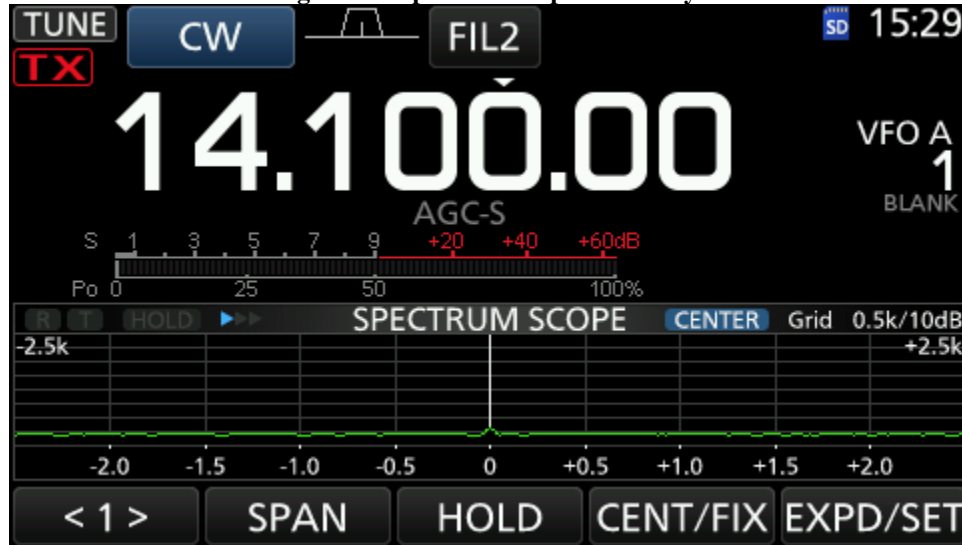 TUNE CW FIL2 SD 15:29
TX
14.100.00 VFO A
1
AGC-S BLANK
S 1 3 5 7 9 +20 +40 +60dB
Po 0 25 50 100%
R T HOLD SPECTRUM SCOPE CENTER Grid 0.5k/10dB
-2.5k +2.5k
-2.0 -1.5 -1.0 -0.5 0 +0.5 +1.0 +1.5 +2.0
< 1 > SPAN HOLD CENT/FIX EXPD/SET